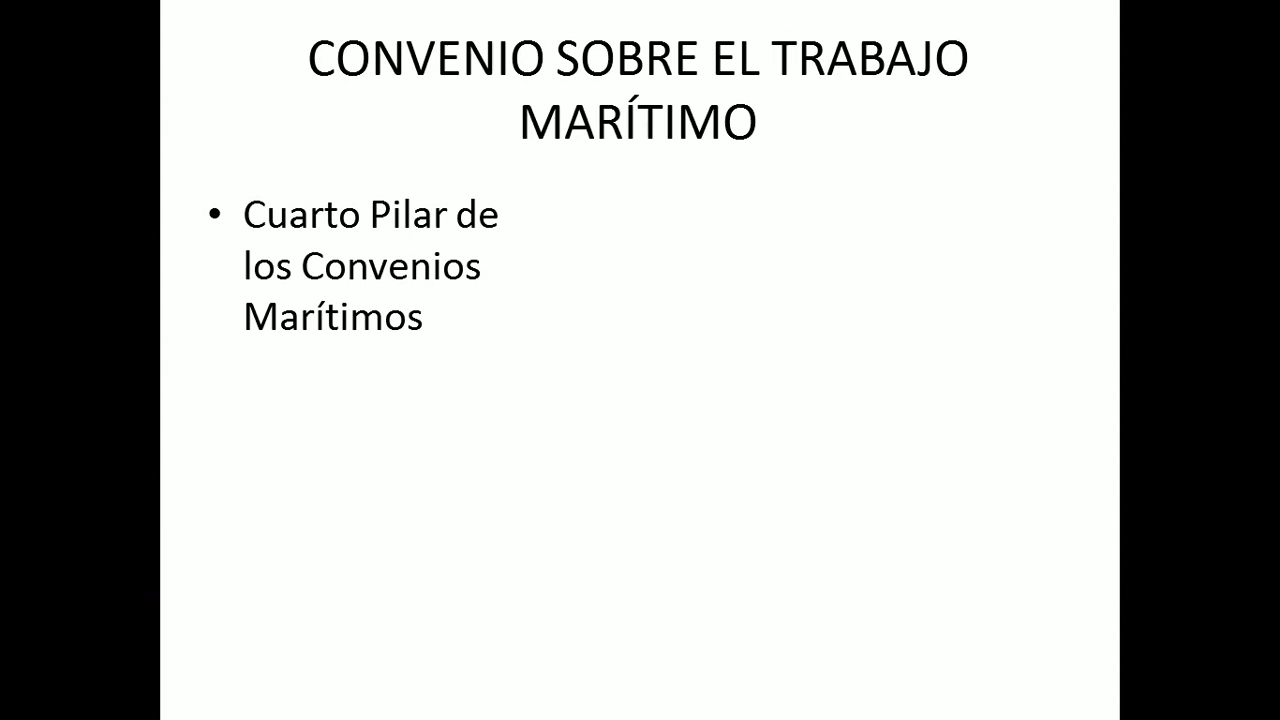 CONVENIO SOBRE EL TRABAJO
MARÍTIMO
• Cuarto Pilar de
los Convenios
Marítimos